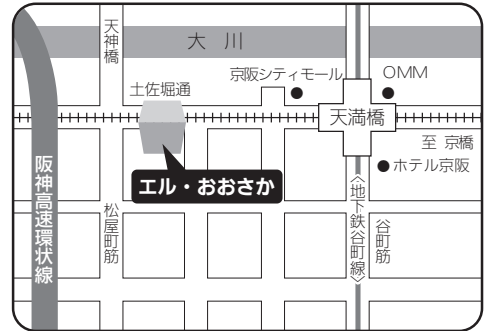 天神橋
大川
京阪シティモール
OMM
土佐堀通
天満橋
至 京橋
ホテル京阪
エル・おおさか
阪神高速環状線
松屋町筋
〈地下鉄谷町線〉
谷町筋